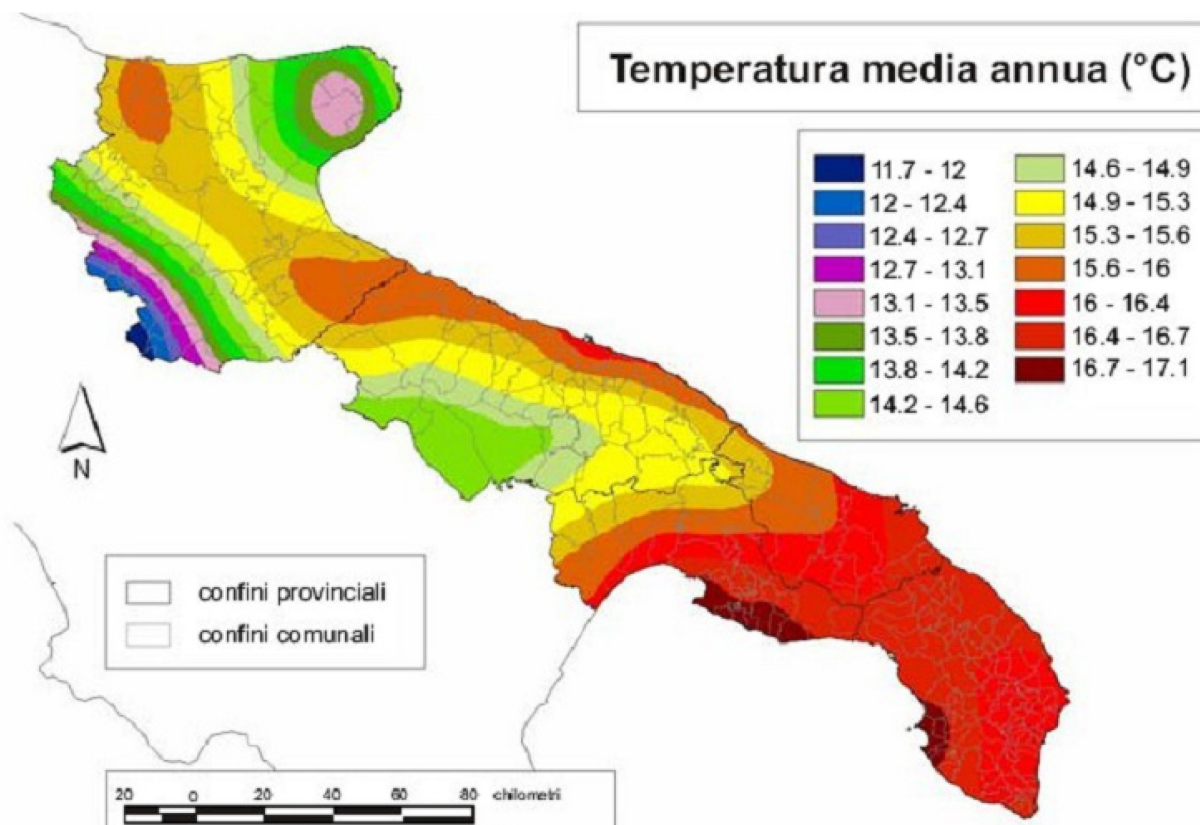 Temperatura media annua (°C)
11.7 - 12
12 - 12.4
12.4 - 12.7
12.7 - 13.1
13.1 - 13.5
13.5 - 13.8
13.8 - 14.2
14.2 - 14.6
14.6 - 14.9
14.9 - 15.3
15.3 - 15.6
15.6 - 16
16 - 16.4
16.4 - 16.7
16.7 - 17.1
N
confini provinciali
confini comunali
20 0 20 40 60 80 chilometri